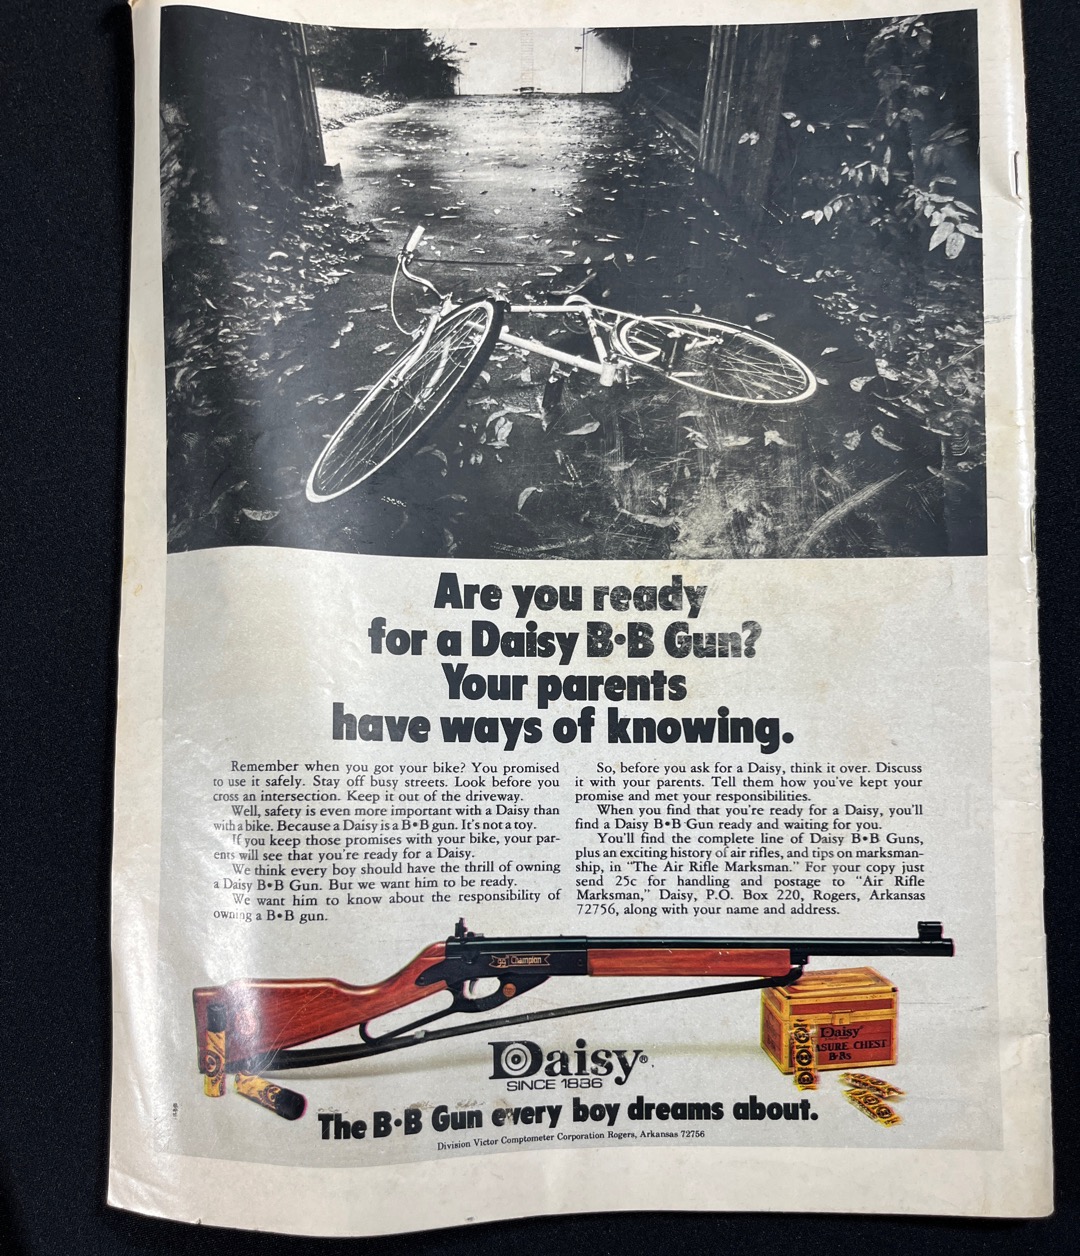 Are you ready
for a Daisy B•B Gun?
Your parents
have ways of knowing.
Remember when you got your bike? You promised
to use it safely. Stay off busy streets. Look before you
cross an intersection. Keep it out of the driveway.
Well, safety is even more important with a Daisy than
with a bike. Because a Daisy is a B•B gun. It's not a toy.
If you keep those promises with your bike, your par-
ents will see that you're ready for a Daisy.
We think every boy should have the thrill of owning
a Daisy B•B Gun. But we want him to be ready.
We want him to know about the responsibility of
owning a B•B gun.
So, before you ask for a Daisy, think it over. Discuss
it with your parents. Tell them how you've kept your
promise and met your responsibilities.
When you find that you're ready for a Daisy, you'll
find a Daisy B•B Gun ready and waiting for you.
You'll find the complete line of Daisy B•B Guns,
plus an exciting history of air rifles, and tips on marksman-
ship, in "The Air Rifle Marksman." For your copy just
send 25c for handling and postage to "Air Rifle
Marksman," Daisy, P.O. Box 220, Rogers, Arkansas
72756, along with your name and address.
99 Champion
Daisy
ASURE CHEST
B•Bs
Daisy®
SINCE 1886
The B•B Gun every boy dreams about.
Division Victor Comptometer Corporation Rogers, Arkansas 72756